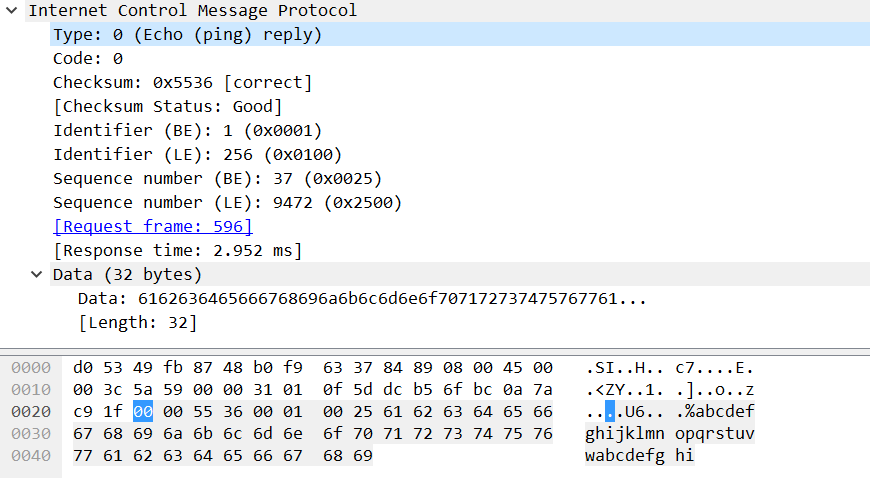 Internet Control Message Protocol
Type: 0 (Echo (ping) reply)
Code: 0
Checksum: 0x5536 [correct]
[Checksum Status: Good]
Identifier (BE): 1 (0x0001)
Identifier (LE): 256 (0x0100)
Sequence number (BE): 37 (0x0025)
Sequence number (LE): 9472 (0x2500)
[Request frame: 596]
[Response time: 2.952 ms]
Data (32 bytes)
Data: 6162636465666768696a6b6c6d6e6f707172737475767761...
[Length: 32]
0000 d0 53 49 fb 87 48 b0 f9 63 37 84 89 08 00 45 00 .SI..H.. c7....E.
0010 00 3c 5a 59 00 00 31 01 0f 5d dc b5 6f bc 0a 7a .<ZY..1. .]..o..z
0020 c9 1f 00 00 55 36 00 01 00 25 61 62 63 64 65 66 ....U6.. .%abcdef
0030 67 68 69 6a 6b 6c 6d 6e 6f 70 71 72 73 74 75 76 ghijklmn opqrstuv
0040 77 61 62 63 64 65 66 67 68 69 wabcdefg hi